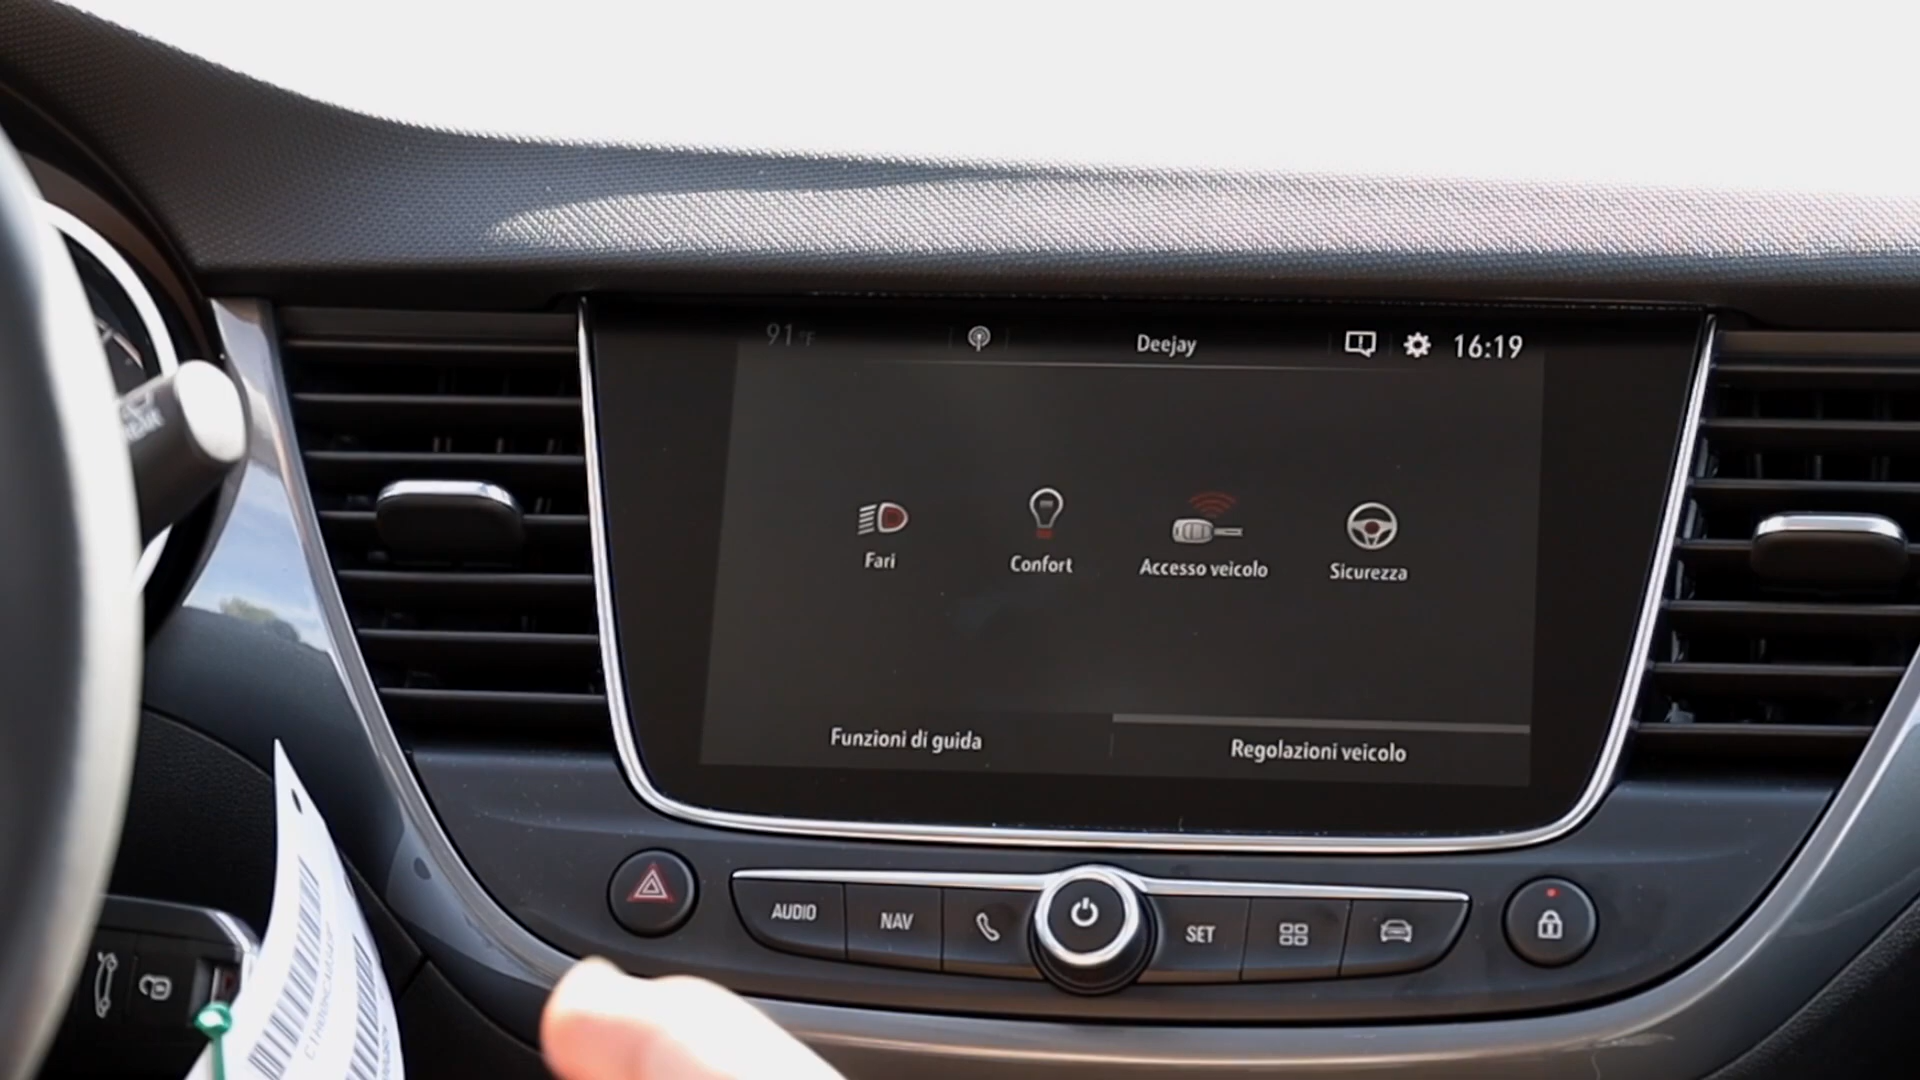 91°F
Deejay
16:19
Fari
Confort
Accesso veicolo
Sicurezza
Funzioni di guida
Regolazioni veicolo
AUDIO
NAV
SET